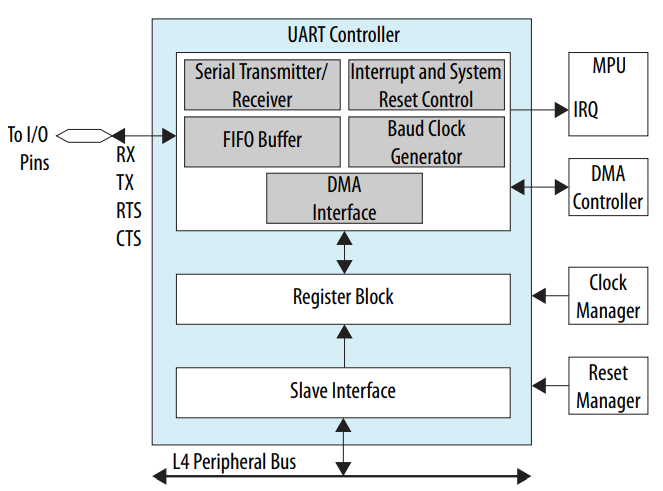 UART Controller
Serial Transmitter/
Receiver
Interrupt and System
Reset Control
FIFO Buffer
Baud Clock
Generator
DMA
Interface
To I/O
Pins
RX
TX
RTS
CTS
MPU
IRQ
DMA
Controller
Register Block
Clock
Manager
Slave Interface
Reset
Manager
L4 Peripheral Bus